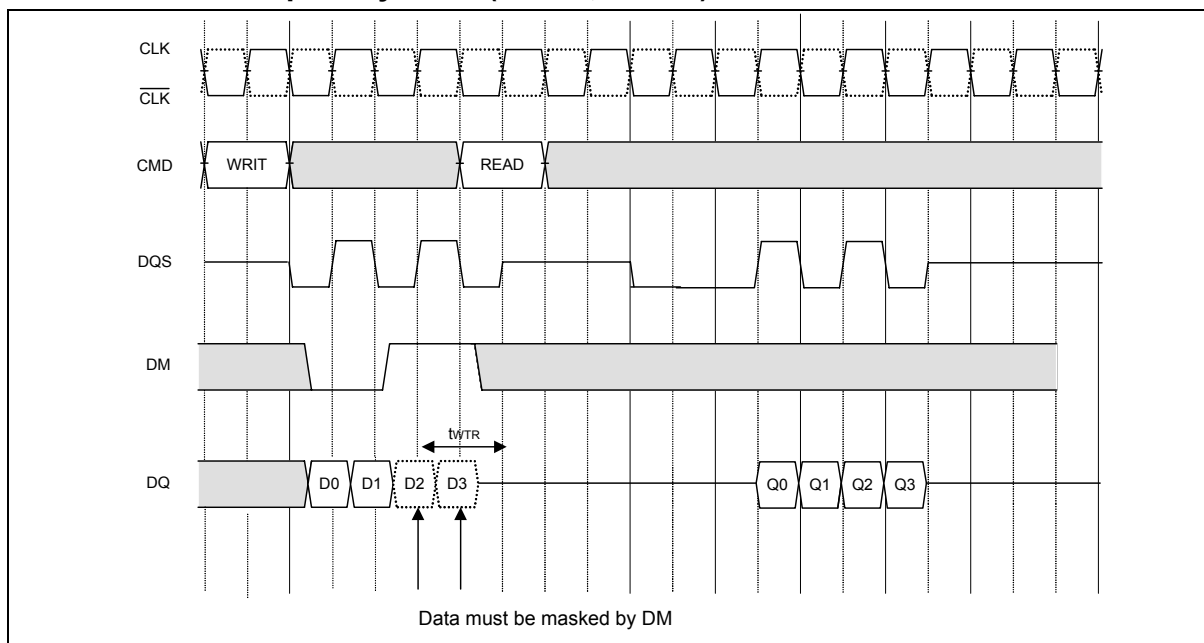 CLK
CLK
CMD WRIT READ
DQS
DM
tWTR
DQ D0 D1 D2 D3 Q0 Q1 Q2 Q3
Data must be masked by DM